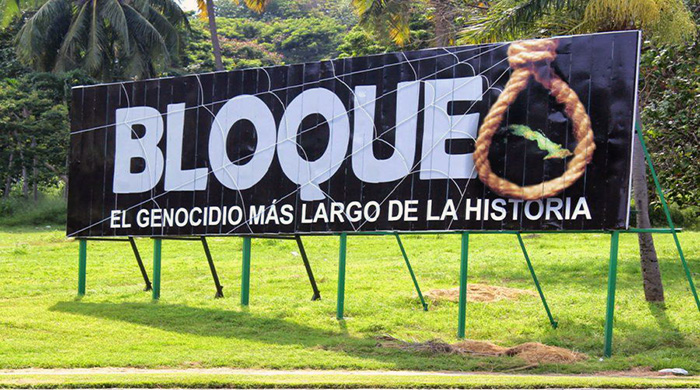 BLOQUEO
EL GENOCIDIO MÁS LARGO DE LA HISTORIA